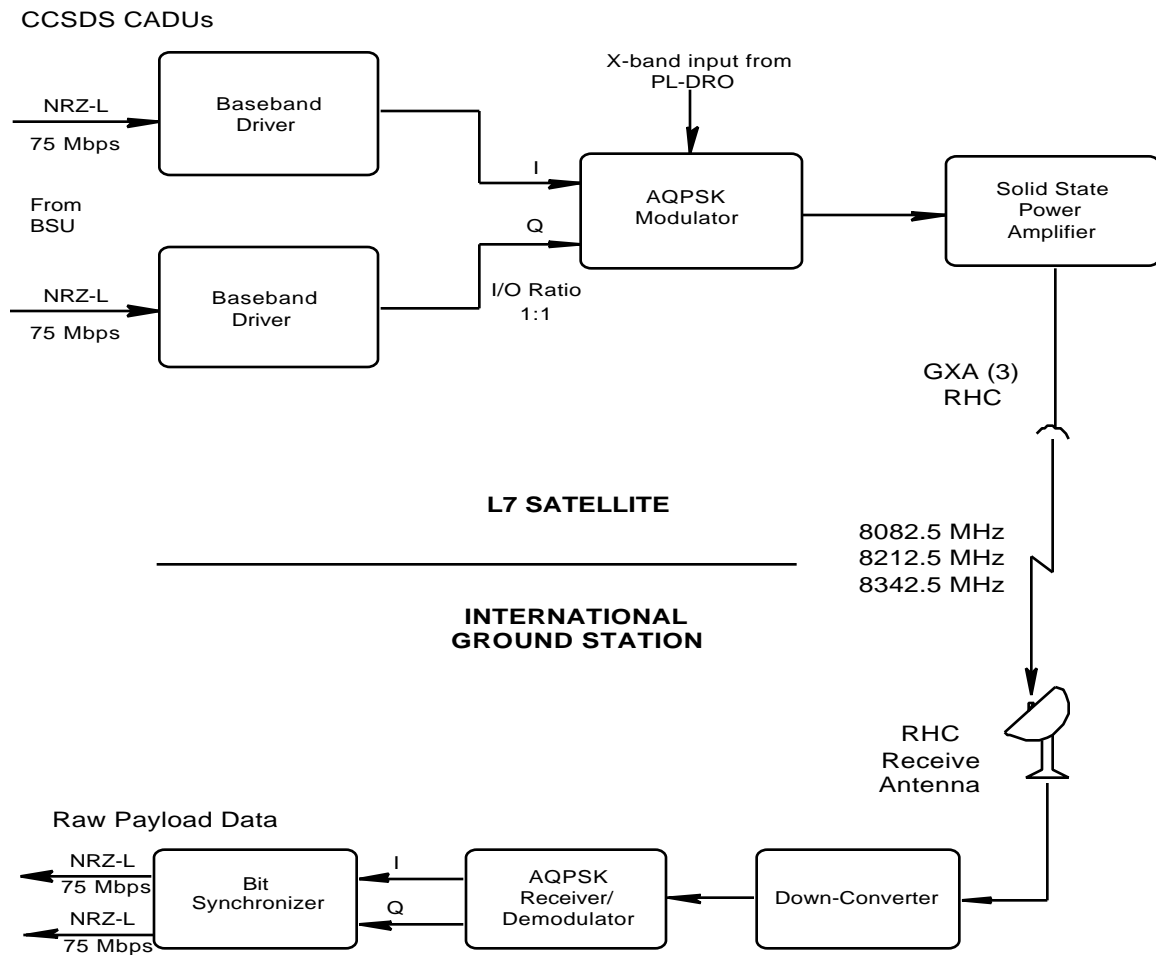 CCSDS CADUs
X-band input from
PL-DRO
NRZ-L
75 Mbps
Baseband
Driver
I
AQPSK
Modulator
Solid State
Power
Amplifier
From
BSU
Q
NRZ-L
75 Mbps
Baseband
Driver
I/O Ratio
1:1
GXA (3)
RHC
L7 SATELLITE
8082.5 MHz
8212.5 MHz
8342.5 MHz
INTERNATIONAL
GROUND STATION
RHC
Receive
Antenna
Raw Payload Data
NRZ-L
75 Mbps
NRZ-L
75 Mbps
Bit
Synchronizer
I
Q
AQPSK
Receiver/
Demodulator
Down-Converter